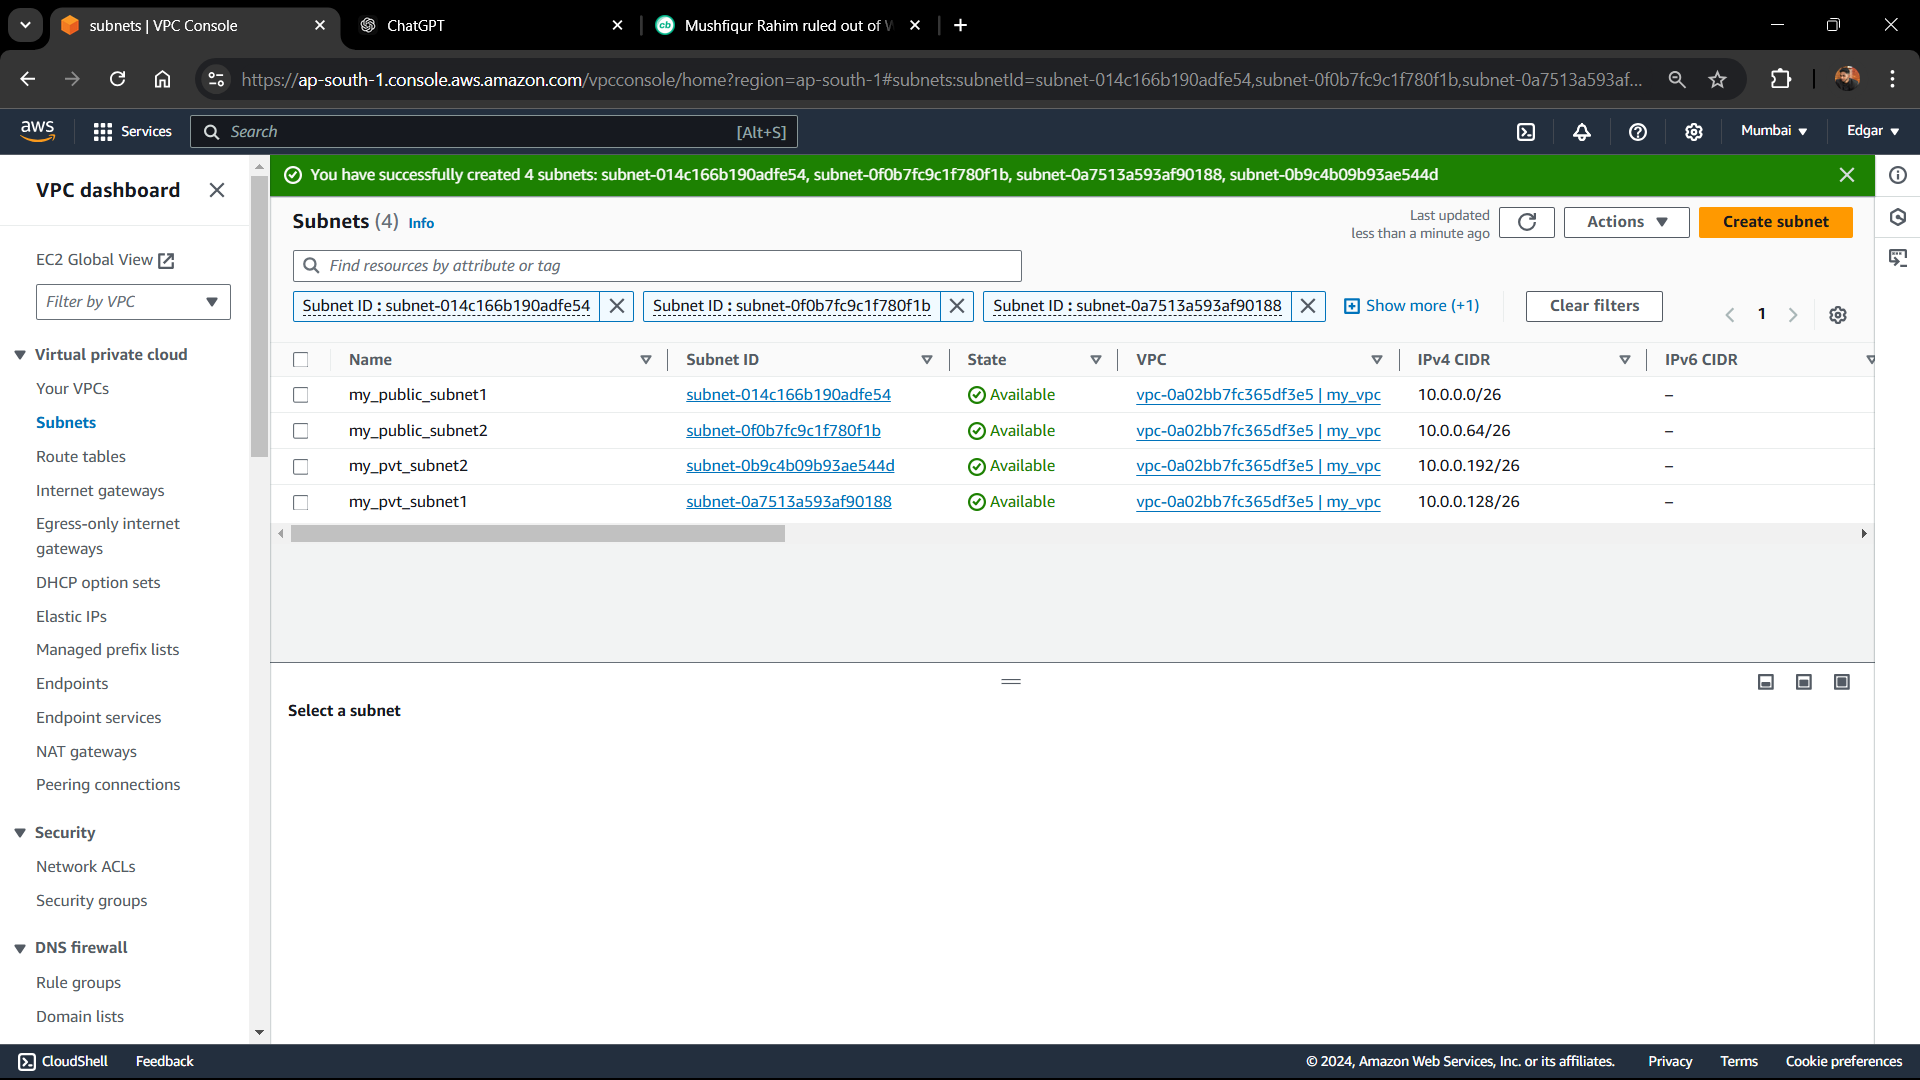 subnets | VPC Console
ChatGPT
Mushfiqur Rahim ruled out of
https://ap-south-1.console.aws.amazon.com/vpcconsole/home?region=ap-south-1#subnets:subnetId=subnet-014c166b190adfe54,subnet-0f0b7fc9c1f780f1b,subnet-0a7513a593af...
aws
Services
Search
[Alt+S]
Mumbai
Edgar
VPC dashboard
EC2 Global View
Filter by VPC
Virtual private cloud
Your VPCs
Subnets
Route tables
Internet gateways
Egress-only internet
gateways
DHCP option sets
Elastic IPs
Managed prefix lists
Endpoints
Endpoint services
NAT gateways
Peering connections
Security
Network ACLs
Security groups
DNS firewall
Rule groups
Domain lists
You have successfully created 4 subnets: subnet-014c166b190adfe54, subnet-0f0b7fc9c1f780f1b, subnet-0a7513a593af90188, subnet-0b9c4b09b93ae544d
Subnets (4) Info
Last updated
less than a minute ago
Actions
Create subnet
Find resources by attribute or tag
Subnet ID : subnet-014c166b190adfe54
Subnet ID : subnet-0f0b7fc9c1f780f1b
Subnet ID : subnet-0a7513a593af90188
Show more (+1)
Clear filters
1
Name Subnet ID State VPC IPv4 CIDR IPv6 CIDR
my_public_subnet1 subnet-014c166b190adfe54 Available vpc-0a02bb7fc365df3e5 | my_vpc 10.0.0.0/26 –
my_public_subnet2 subnet-0f0b7fc9c1f780f1b Available vpc-0a02bb7fc365df3e5 | my_vpc 10.0.0.64/26 –
my_pvt_subnet2 subnet-0b9c4b09b93ae544d Available vpc-0a02bb7fc365df3e5 | my_vpc 10.0.0.192/26 –
my_pvt_subnet1 subnet-0a7513a593af90188 Available vpc-0a02bb7fc365df3e5 | my_vpc 10.0.0.128/26 –
Select a subnet
CloudShell
Feedback
© 2024, Amazon Web Services, Inc. or its affiliates.
Privacy
Terms
Cookie preferences